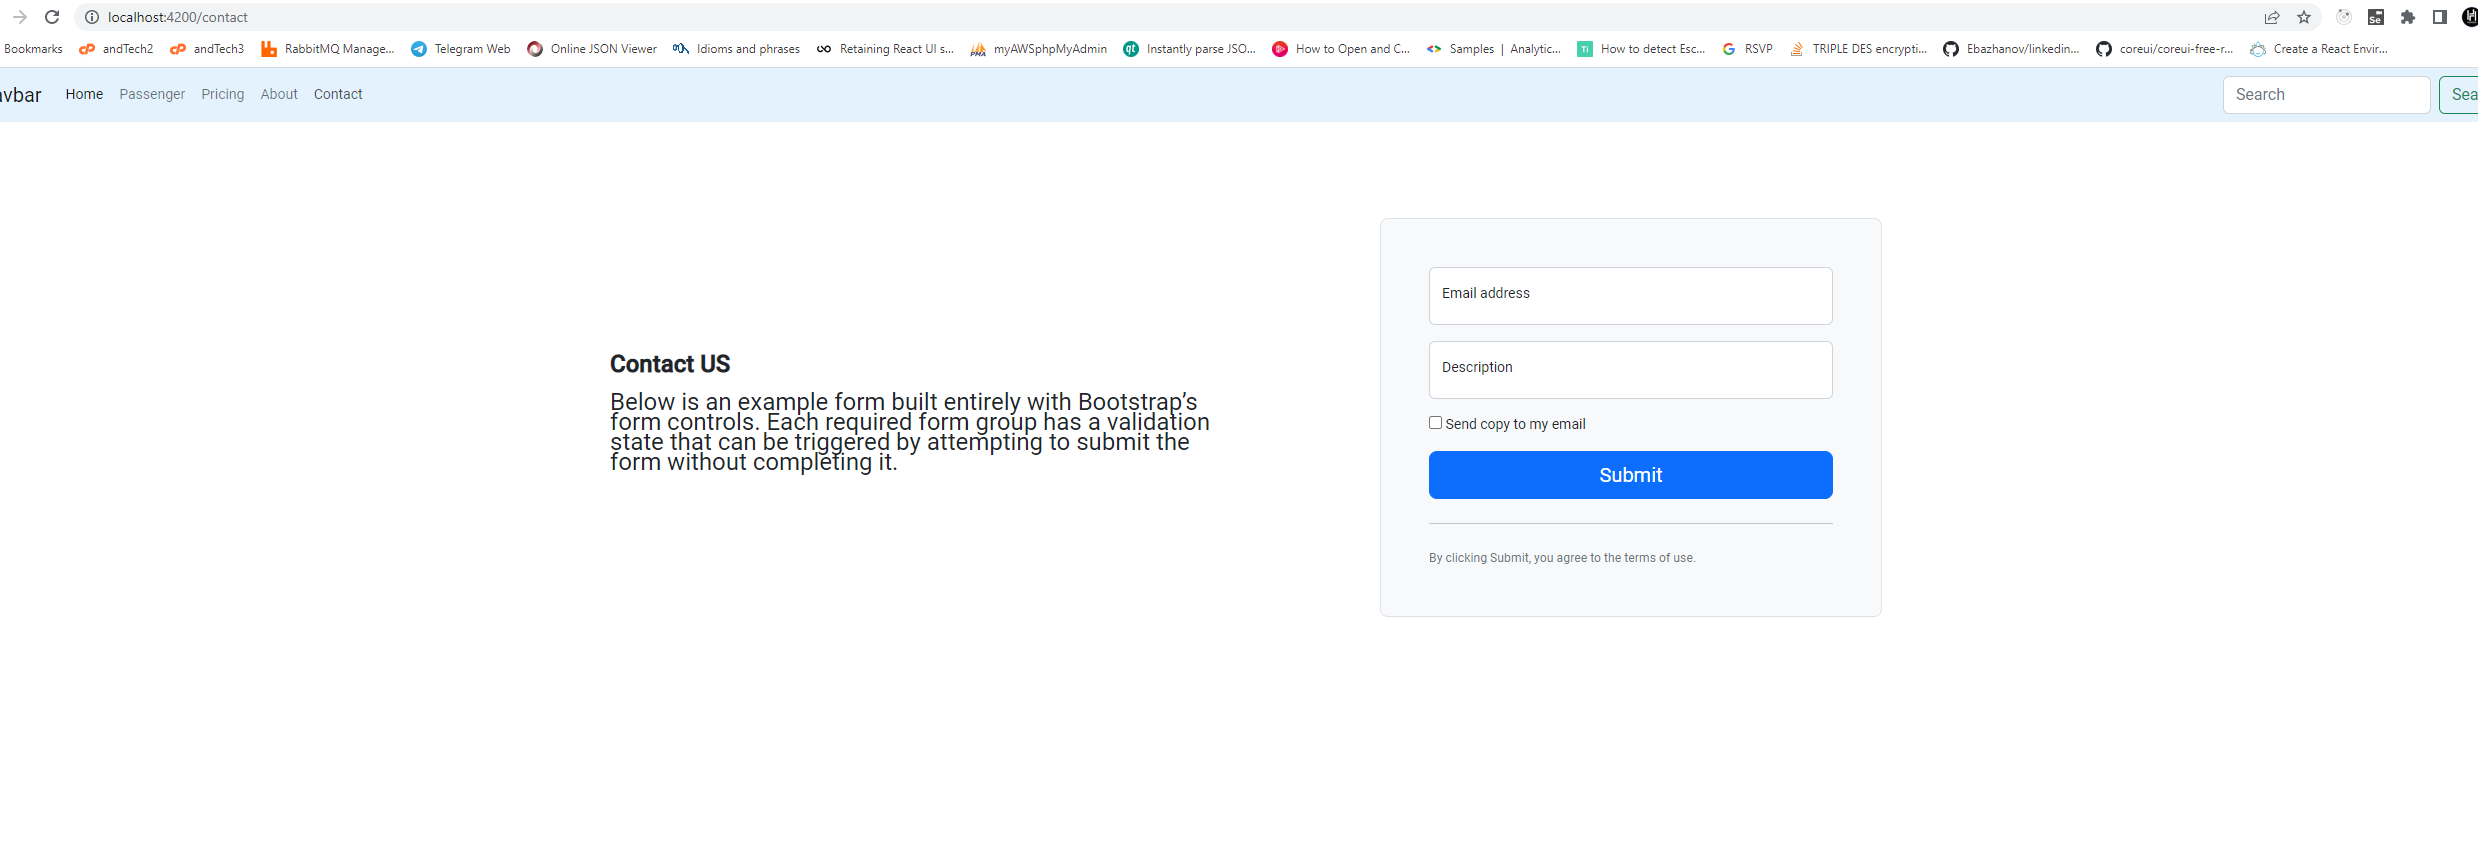 localhost:4200/contact
Bookmarks andTech2 andTech3 RabbitMQ Manage... Telegram Web Online JSON Viewer Idioms and phrases Retaining React UI s... myAWSphpMyAdmin Instantly parse JSO... How to Open and C... Samples | Analytic... How to detect Esc... RSVP TRIPLE DES encrypti... Ebazhanov/linkedin... coreui/coreui-free-r... Create a React Envir...
avbar Home Passenger Pricing About Contact Search Sea
Contact US
Below is an example form built entirely with Bootstrap’s
form controls. Each required form group has a validation
state that can be triggered by attempting to submit the
form without completing it.
Email address
Description
Send copy to my email
Submit
By clicking Submit, you agree to the terms of use.